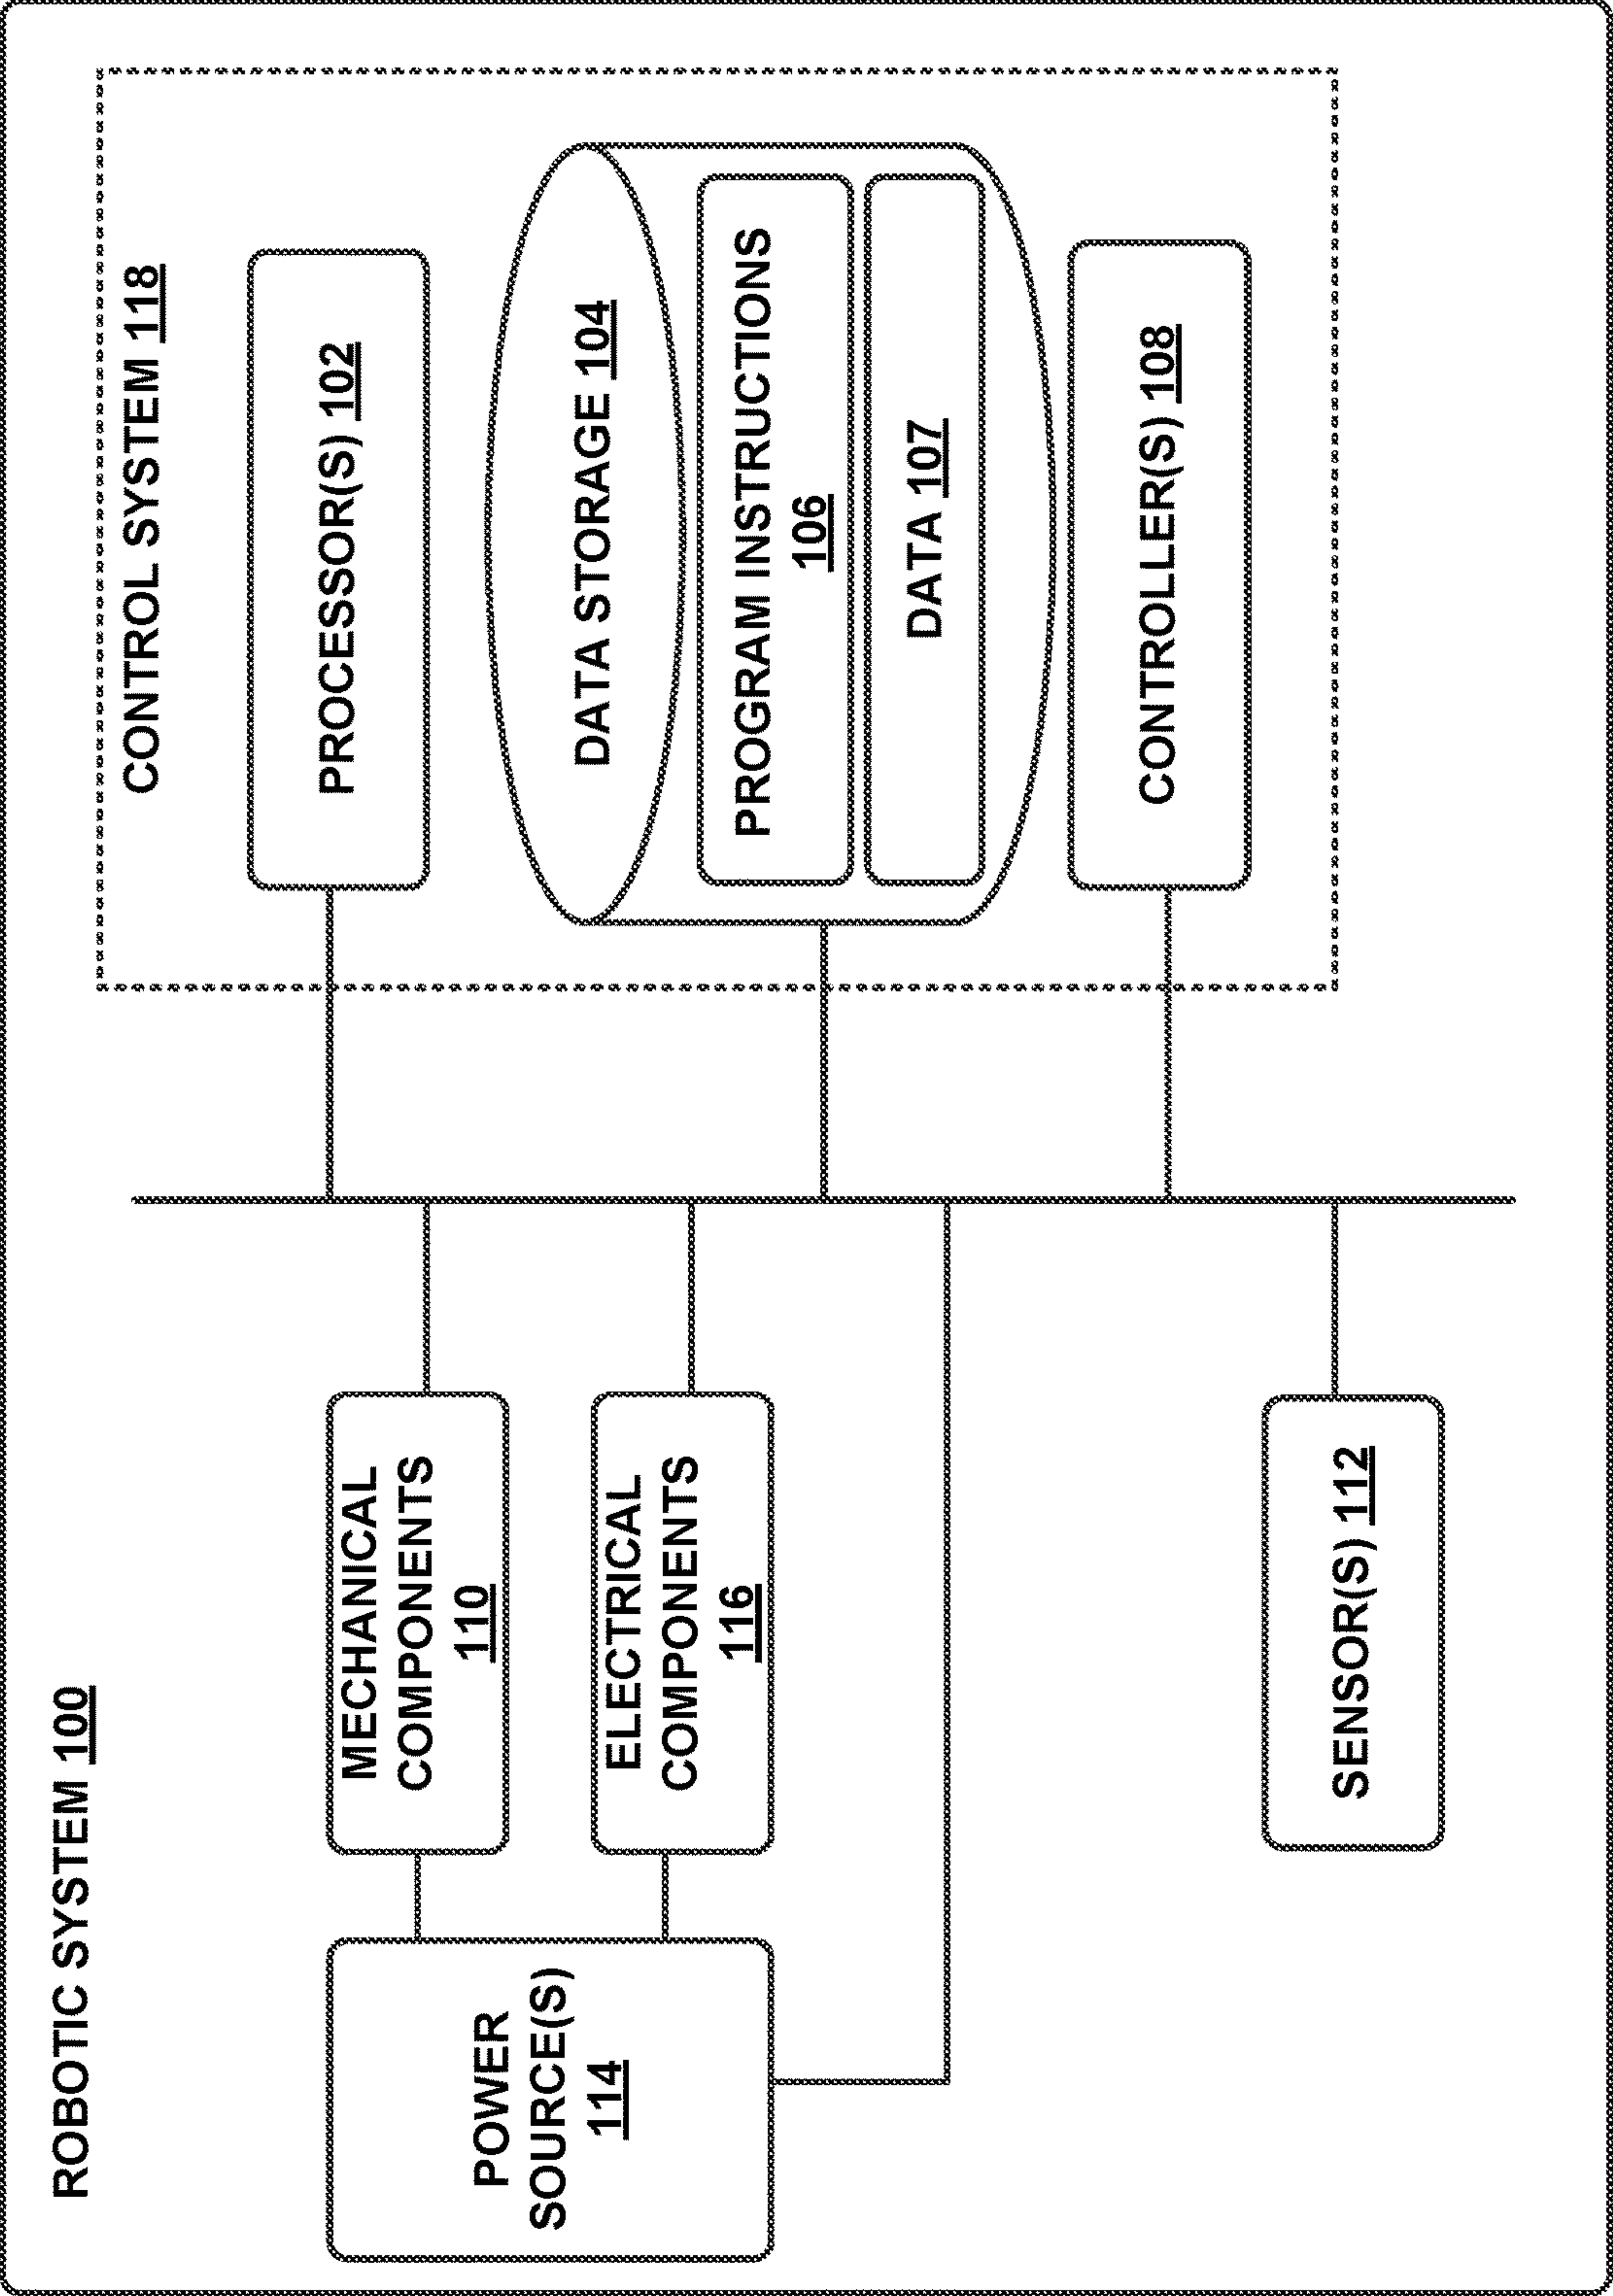 ROBOTIC SYSTEM 100
POWER
SOURCE(S)
114
MECHANICAL
COMPONENTS
110
ELECTRICAL
COMPONENTS
116
SENSOR(S) 112
CONTROL SYSTEM 118
PROCESSOR(S) 102
DATA STORAGE 104
PROGRAM INSTRUCTIONS
106
DATA 107
CONTROLLER(S) 108